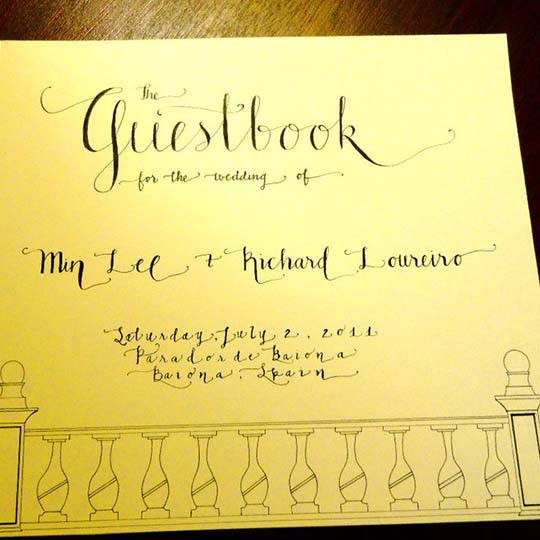 The
Guestbook
for the wedding of
Min Lee + Richard Loureiro
Saturday, July 2, 2011
Parador de Baiona
Baiona, Spain